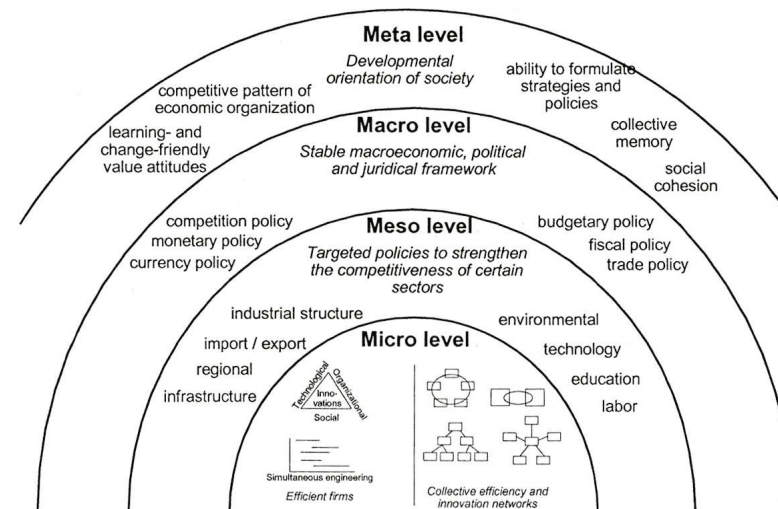 Meta level
Developmental
orientation of society
competitive pattern of
economic organization
learning- and
change-friendly
value attitudes
ability to formulate
strategies and
policies
collective
memory
social
cohesion
Macro level
Stable macroeconomic, political
and juridical framework
competition policy
monetary policy
currency policy
budgetary policy
fiscal policy
trade policy
Meso level
Targeted policies to strengthen
the competitiveness of certain
sectors
industrial structure
import / export
regional
infrastructure
environmental
technology
education
labor
Micro level
Technological
Organizational
Inno-
vations
Social
Simultaneous engineering
Efficient firms
Collective efficiency and
innovation networks